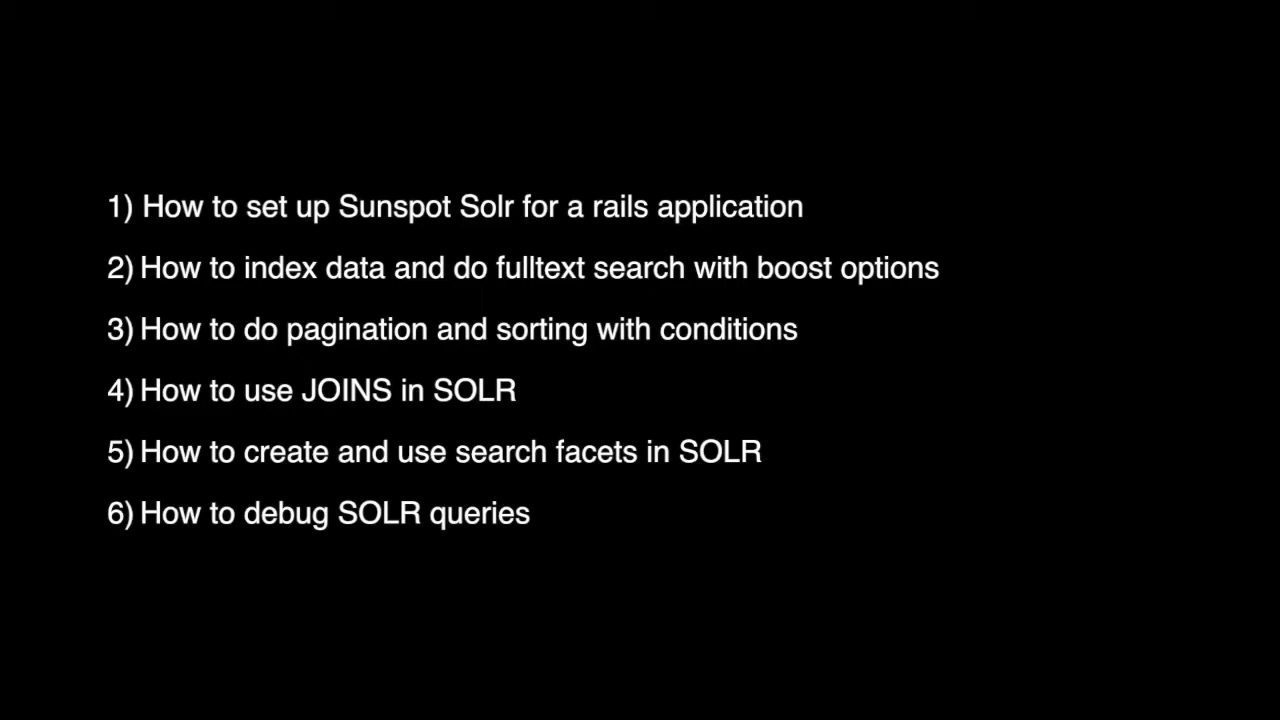 1) How to set up Sunspot Solr for a rails application
2) How to index data and do fulltext search with boost options
3) How to do pagination and sorting with conditions
4) How to use JOINS in SOLR
5) How to create and use search facets in SOLR
6) How to debug SOLR queries